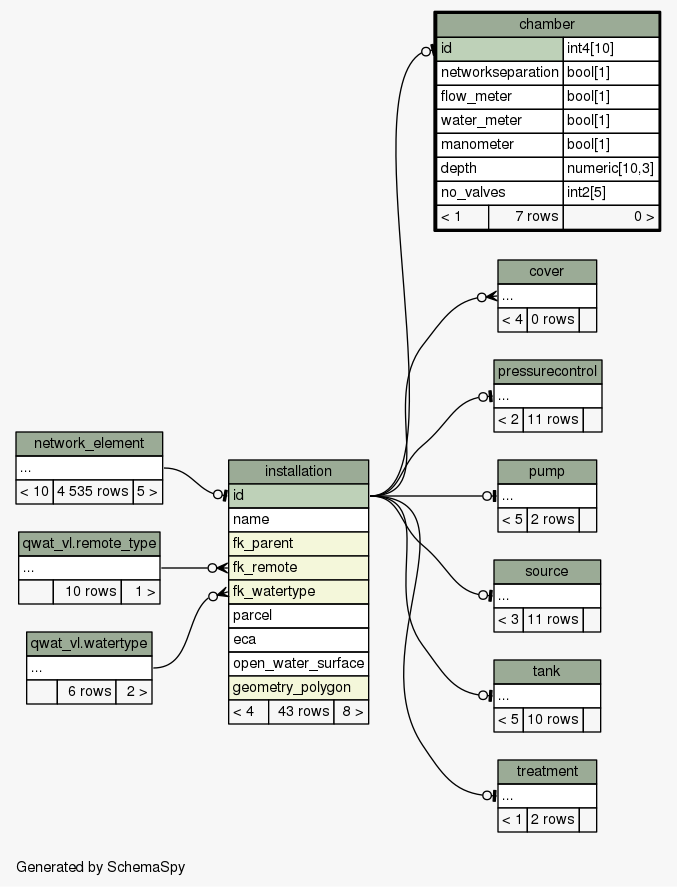 chamber
id int4[10]
networkseparation bool[1]
flow_meter bool[1]
water_meter bool[1]
manometer bool[1]
depth numeric[10,3]
no_valves int2[5]
< 1 7 rows 0 >
cover
...
< 4 0 rows
pressurecontrol
...
< 2 11 rows
network_element
...
< 10 4 535 rows 5 >
qwat_vl.remote_type
...
10 rows 1 >
qwat_vl.watertype
...
6 rows 2 >
installation
id
name
fk_parent
fk_remote
fk_watertype
parcel
eca
open_water_surface
geometry_polygon
< 4 43 rows 8 >
pump
...
< 5 2 rows
source
...
< 3 11 rows
tank
...
< 5 10 rows
treatment
...
< 1 2 rows
Generated by SchemaSpy